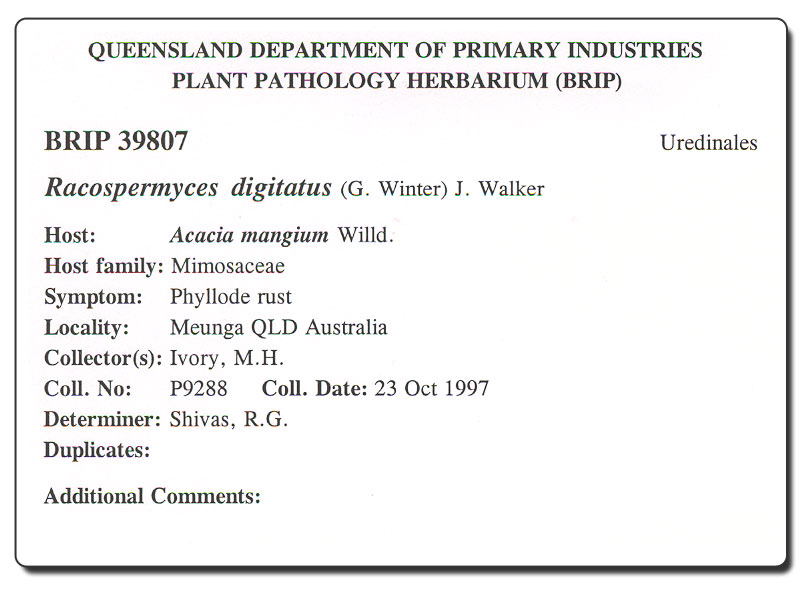 QUEENSLAND DEPARTMENT OF PRIMARY INDUSTRIES
PLANT PATHOLOGY HERBARIUM (BRIP)
BRIP 39807 Uredinales
Racospermyces digitatus (G. Winter) J. Walker
Host: Acacia mangium Willd.
Host family: Mimosaceae
Symptom: Phyllode rust
Locality: Meunga QLD Australia
Collector(s): Ivory, M.H.
Coll. No: P9288 Coll. Date: 23 Oct 1997
Determiner: Shivas, R.G.
Duplicates:
Additional Comments: